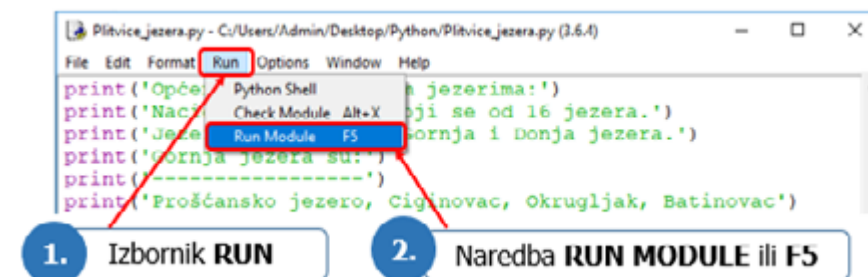 Plitvice_jezera.py - C:/Users/Admin/Desktop/Python/Plitvice_jezera.py (3.6.4)
File Edit Format Run Options Window Help
print('Opće jezerima:')
Python Shell
print('Naci oji se od 16 jezera.')
Check Module Alt+X
print('Jeze Gornja i Donja jezera.')
Run Module F5
print('Gornja jezera su:')
print('------------------')
print('Prošćansko jezero, Ciginovac, Okrugljak, Batinovac')
1. Izbornik RUN
2. Naredba RUN MODULE ili F5